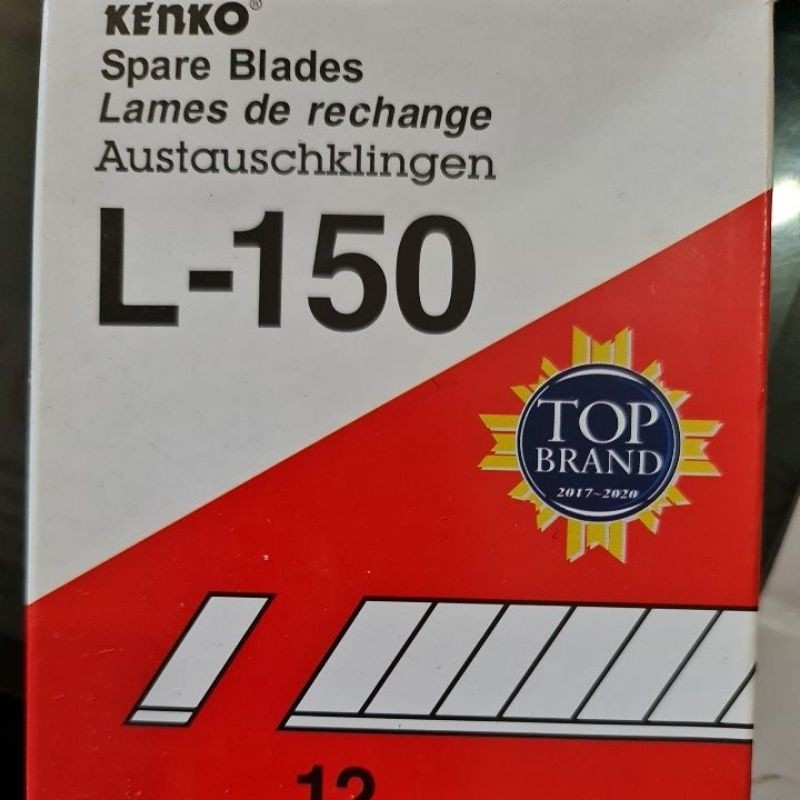 KENKO®
Spare Blades
Lames de rechange
Austauschklingen
L-150
TOP
BRAND
2017~2020
12